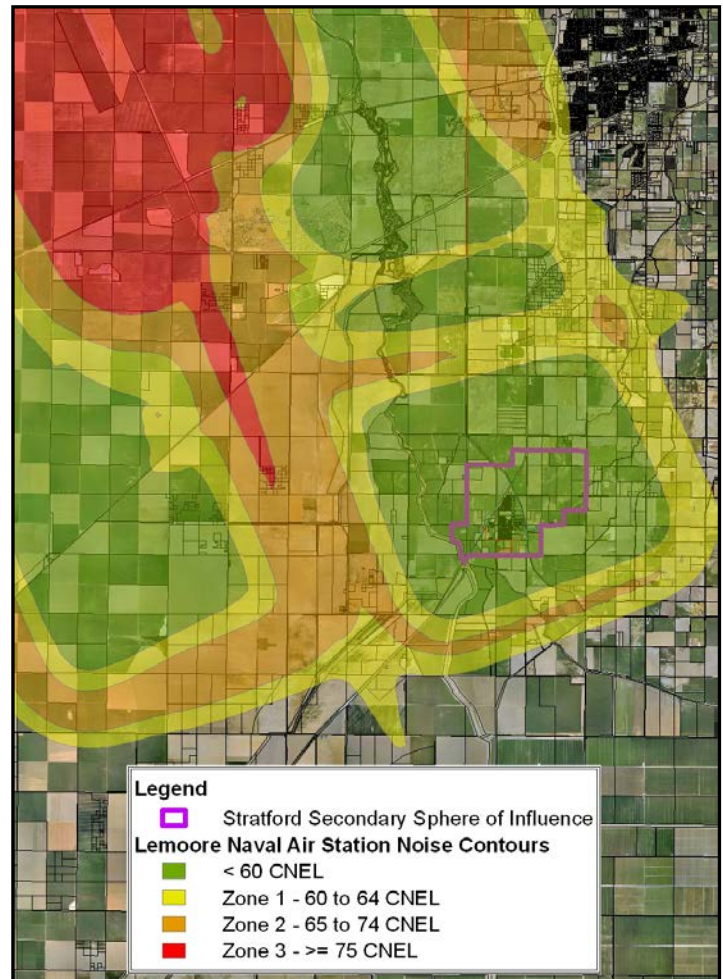 Legend
Stratford Secondary Sphere of Influence
Lemoore Naval Air Station Noise Contours
< 60 CNEL
Zone 1 - 60 to 64 CNEL
Zone 2 - 65 to 74 CNEL
Zone 3 - >= 75 CNEL